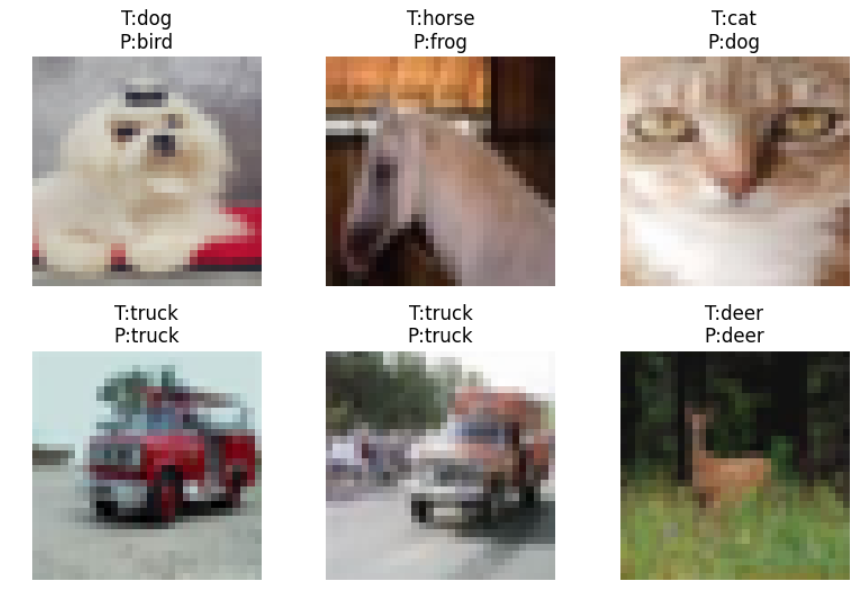 T:dog
P:bird
T:horse
P:frog
T:cat
P:dog
T:truck
P:truck
T:truck
P:truck
T:deer
P:deer